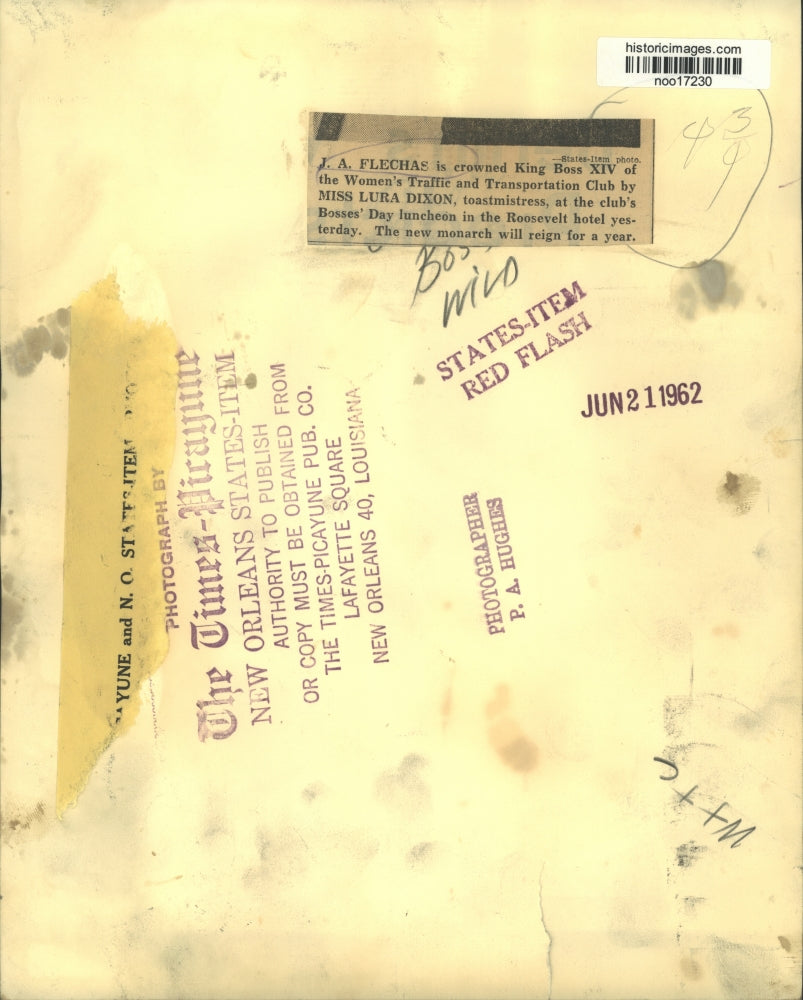 historicimages.com
noo17230
4 3/4
—States-Item photo.
J. A. FLECHAS is crowned King Boss XIV of
the Women's Traffic and Transportation Club by
MISS LURA DIXON, toastmistress, at the club's
Bosses' Day luncheon in the Roosevelt hotel yes-
terday. The new monarch will reign for a year.
WILD
STATES-ITEM
RED FLASH
JUN 21 1962
AYUNE and N. O. STATES-ITEM
PHOTOGRAPH BY
The Times-Picayune
NEW ORLEANS STATES-ITEM
AUTHORITY TO PUBLISH
OR COPY MUST BE OBTAINED FROM
THE TIMES-PICAYUNE PUB. CO.
LAFAYETTE SQUARE
NEW ORLEANS 40, LOUISIANA
PHOTOGRAPHER
P. A. HUGHES